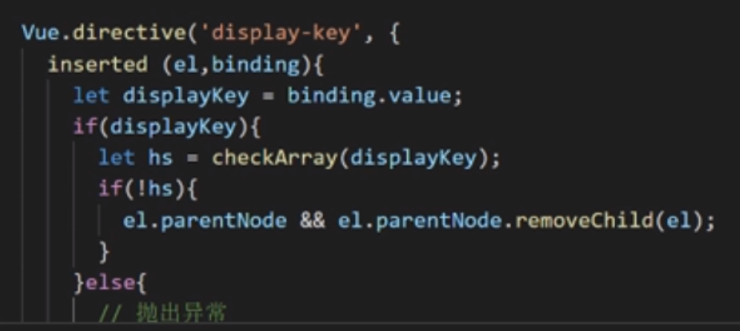 Vue.directive('display-key', {
inserted (el,binding){
let displayKey = binding.value;
if(displayKey){
let hs = checkArray(displayKey);
if(!hs){
el.parentNode && el.parentNode.removeChild(el);
}
}else{
// 抛出异常